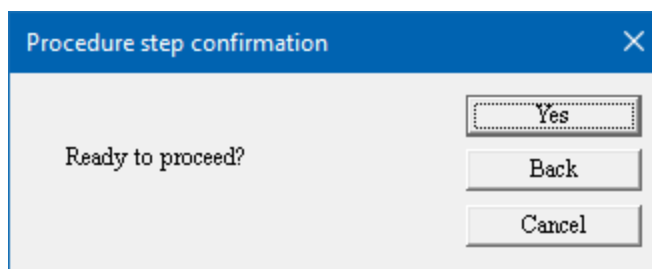 Procedure step confirmation
Ready to proceed?
Yes
Back
Cancel